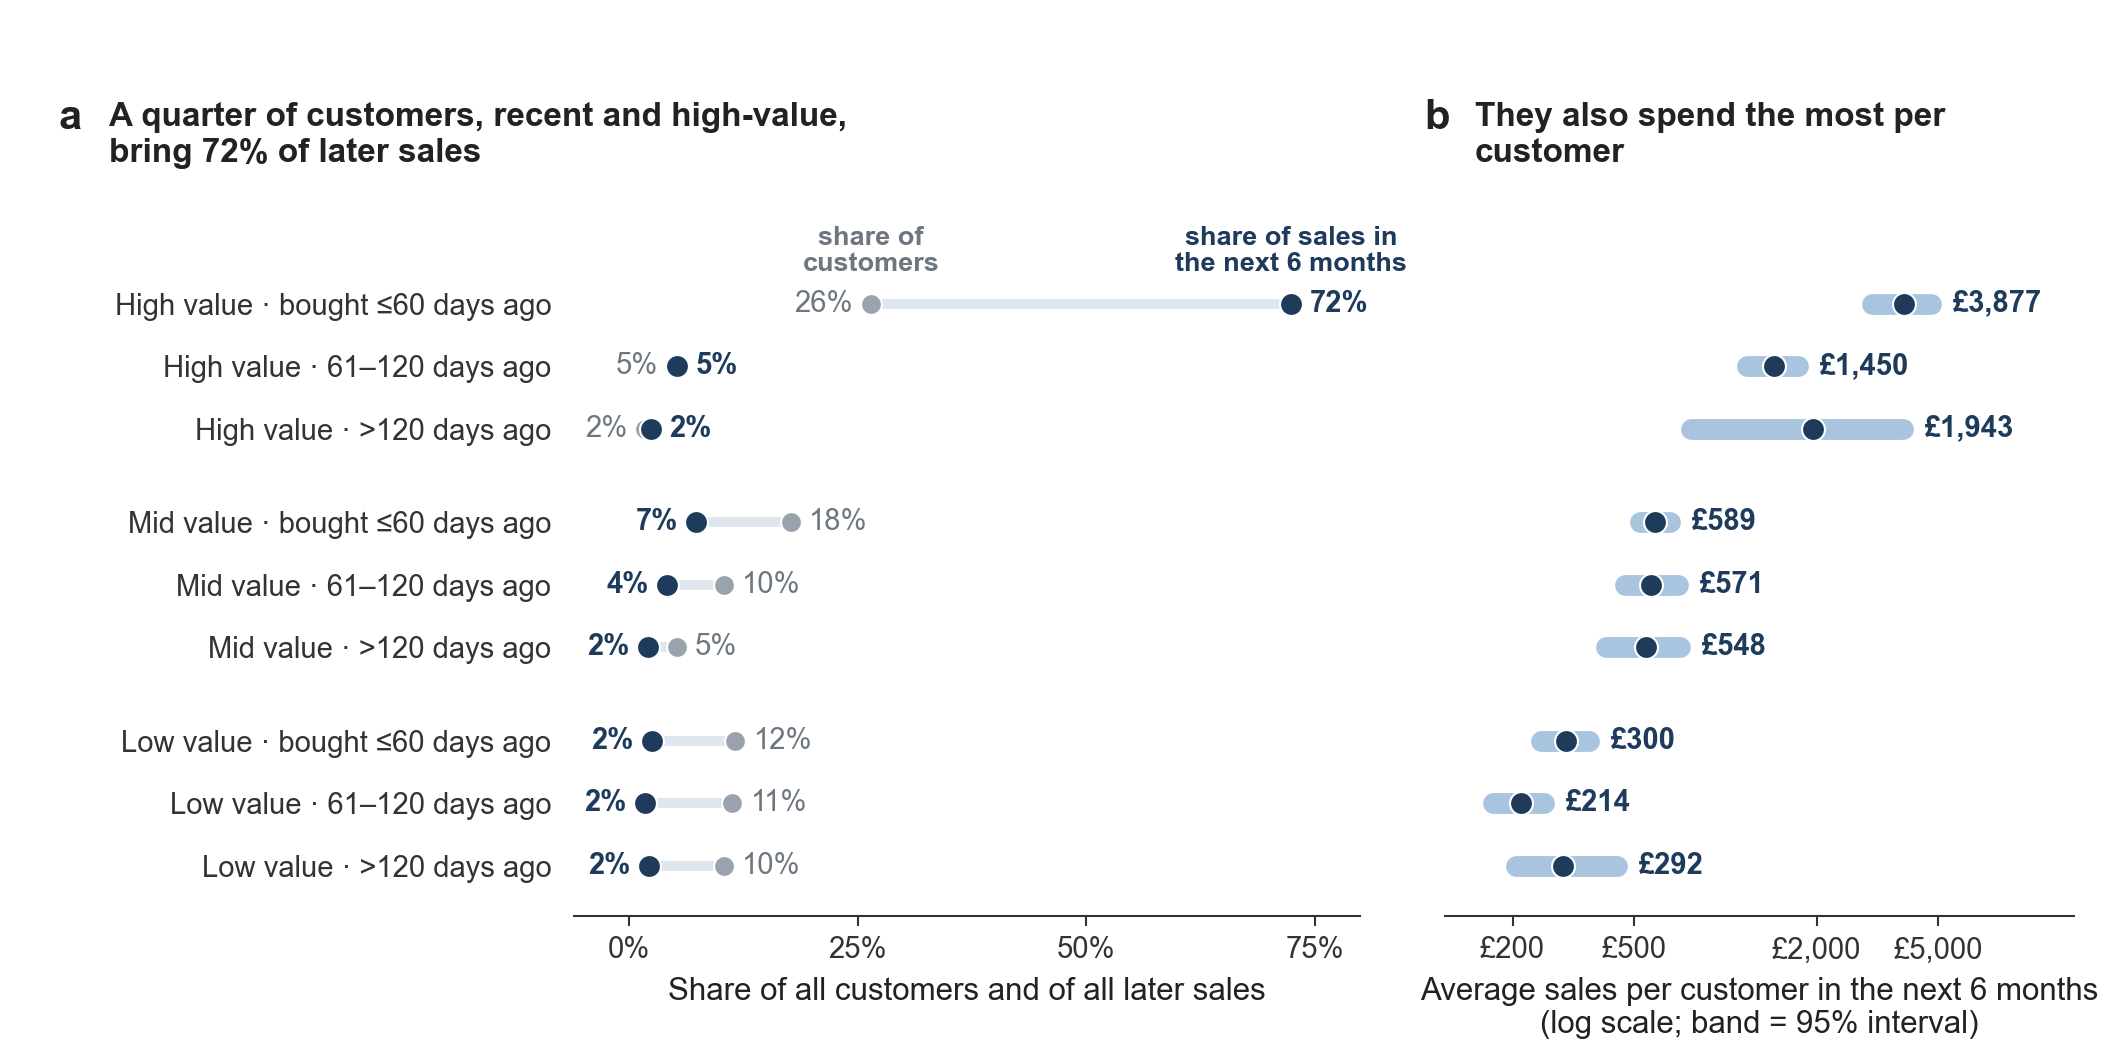 a A quarter of customers, recent and high-value,
bring 72% of later sales
share of
customers
share of sales in
the next 6 months
High value · bought ≤60 days ago 26% 72%
High value · 61–120 days ago 5% 5%
High value · >120 days ago 2% 2%
Mid value · bought ≤60 days ago 7% 18%
Mid value · 61–120 days ago 4% 10%
Mid value · >120 days ago 2% 5%
Low value · bought ≤60 days ago 2% 12%
Low value · 61–120 days ago 2% 11%
Low value · >120 days ago 2% 10%
0% 25% 50% 75%
Share of all customers and of all later sales
b They also spend the most per
customer
£3,877
£1,450
£1,943
£589
£571
£548
£300
£214
£292
£200 £500 £2,000 £5,000
Average sales per customer in the next 6 months
(log scale; band = 95% interval)